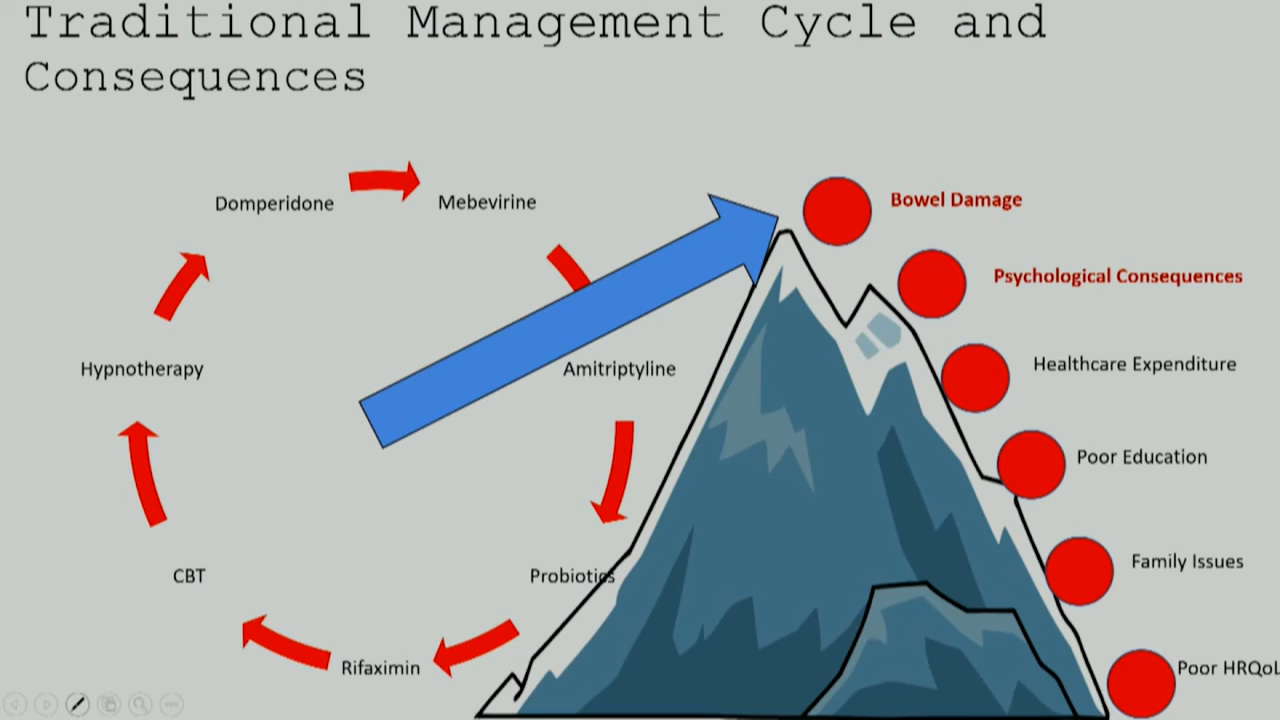 Traditional Management Cycle and
Consequences
Domperidone
Mebevirine
Amitriptyline
Probiotics
Rifaximin
CBT
Hypnotherapy
Bowel Damage
Psychological Consequences
Healthcare Expenditure
Poor Education
Family Issues
Poor HRQoL